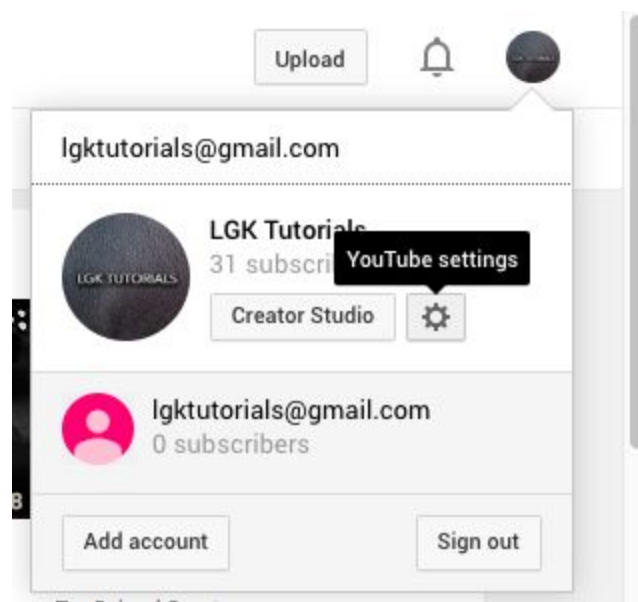 Upload
lgktutorials@gmail.com
LGK Tutorials
31 subscri
YouTube settings
LGK TUTORIALS
Creator Studio
lgktutorials@gmail.com
0 subscribers
8
Add account
Sign out